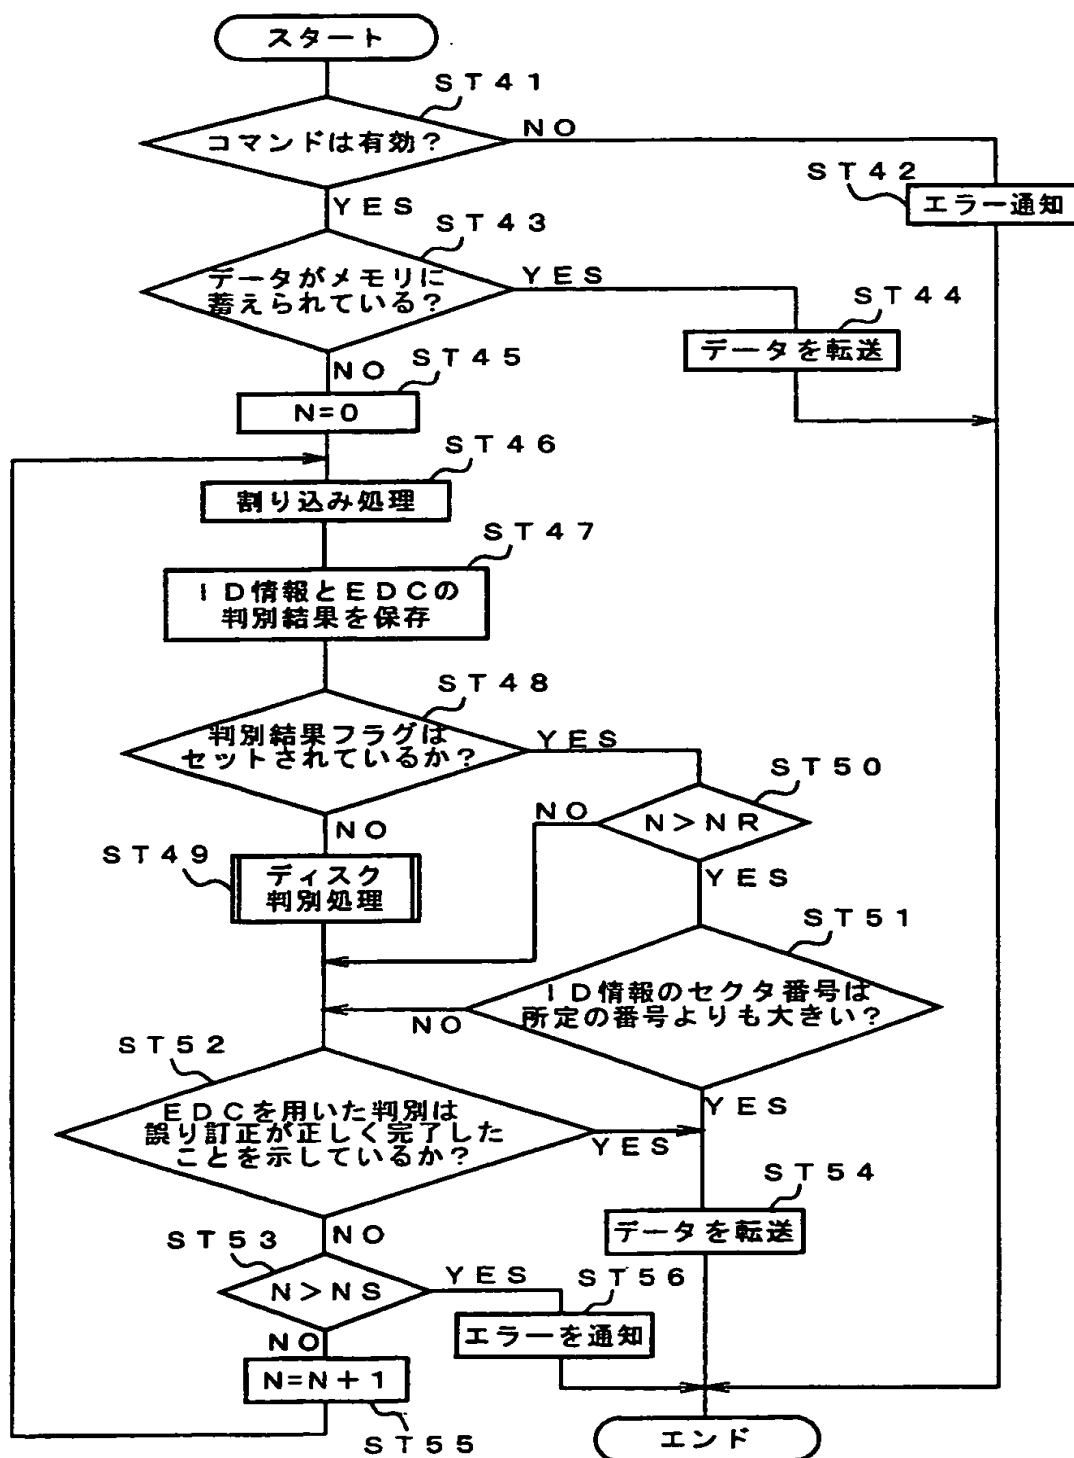 スタート
ST41
コマンドは有効?
NO
ST42
エラー通知
YES
ST43
データがメモリに
蓄えられている?
YES
ST44
データを転送
NO
ST45
N=0
ST46
割り込み処理
ST47
ID情報とEDCの
判別結果を保存
ST48
判別結果フラグは
セットされているか?
YES
ST50
N>NR
NO
NO
ST49
ディスク
判別処理
YES
ST51
ID情報のセクタ番号は
所定の番号よりも大きい?
NO
ST52
YES
EDCを用いた判別は
誤り訂正が正しく完了した
ことを示しているか?
YES
ST54
データを転送
NO
ST53
N>NS
YES
ST56
エラーを通知
NO
N=N+1
ST55
エンド